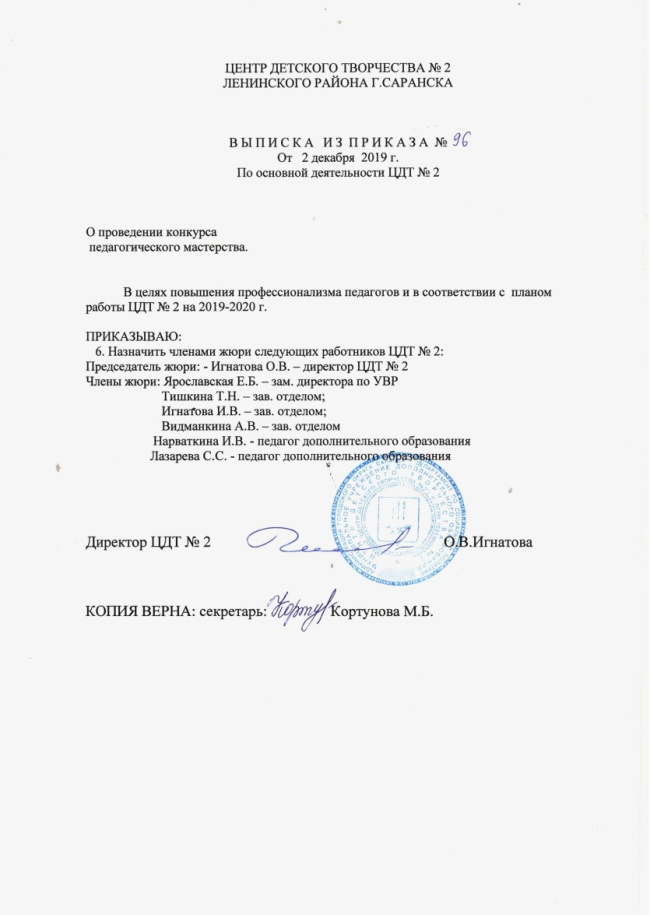 ЦЕНТР ДЕТСКОГО ТВОРЧЕСТВА № 2
ЛЕНИНСКОГО РАЙОНА Г.САРАНСКА
В Ы П И С К А И З П Р И К А З А № 96
От 2 декабря 2019 г.
По основной деятельности ЦДТ № 2
О проведении конкурса
педагогического мастерства.
В целях повышения профессионализма педагогов и в соответствии с планом
работы ЦДТ № 2 на 2019-2020 г.
ПРИКАЗЫВАЮ:
6. Назначить членами жюри следующих работников ЦДТ № 2:
Председатель жюри: - Игнатова О.В. – директор ЦДТ № 2
Члены жюри: Ярославская Е.Б. – зам. директора по УВР
Тишкина Т.Н. – зав. отделом;
Игнатова И.В. – зав. отделом;
Видманкина А.В. – зав. отделом
Нарваткина И.В. - педагог дополнительного образования
Лазарева С.С. - педагог дополнительного образования
Директор ЦДТ № 2 О.В.Игнатова
КОПИЯ ВЕРНА: секретарь: Кортунова М.Б.